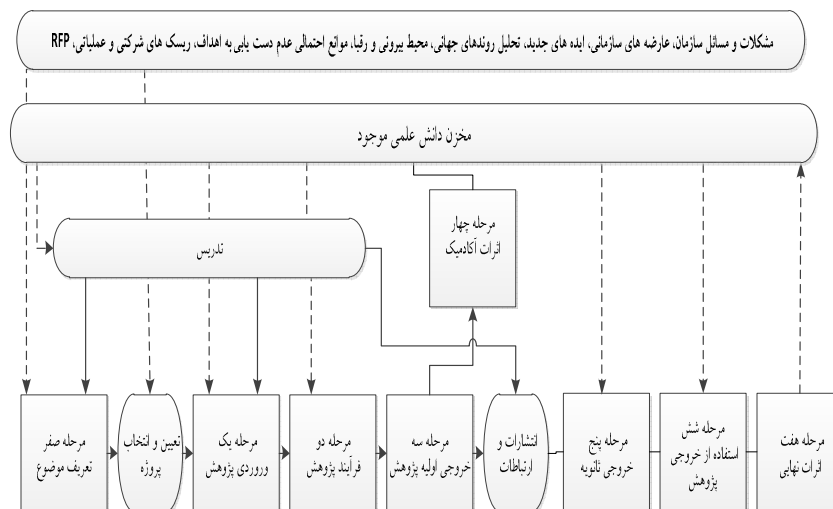 مشکلات و مسائل سازمان، عارضه های سازمانی، ایده های جدید، تحلیل روندهای جهانی، محیط بیرونی و رقبا، موانع احتمالی عدم دست یابی به اهداف، ریسک های شرکتی و عملیاتی، RFP
مخزن دانش علمی موجود
مرحله چهار
اثرات آکادمیک
تدریس
مرحله صفر
تعریف موضوع
تعیین و انتخاب
پروژه
مرحله یک
وروردی پژوهش
مرحله دو
فرآیند پژوهش
مرحله سه
خروجی اولیه پژوهش
انتشارات و
ارتباطات
مرحله پنج
خروجی ثانویه
مرحله شش
استفاده از خروجی
پژوهش
مرحله هفت
اثرات نهایی